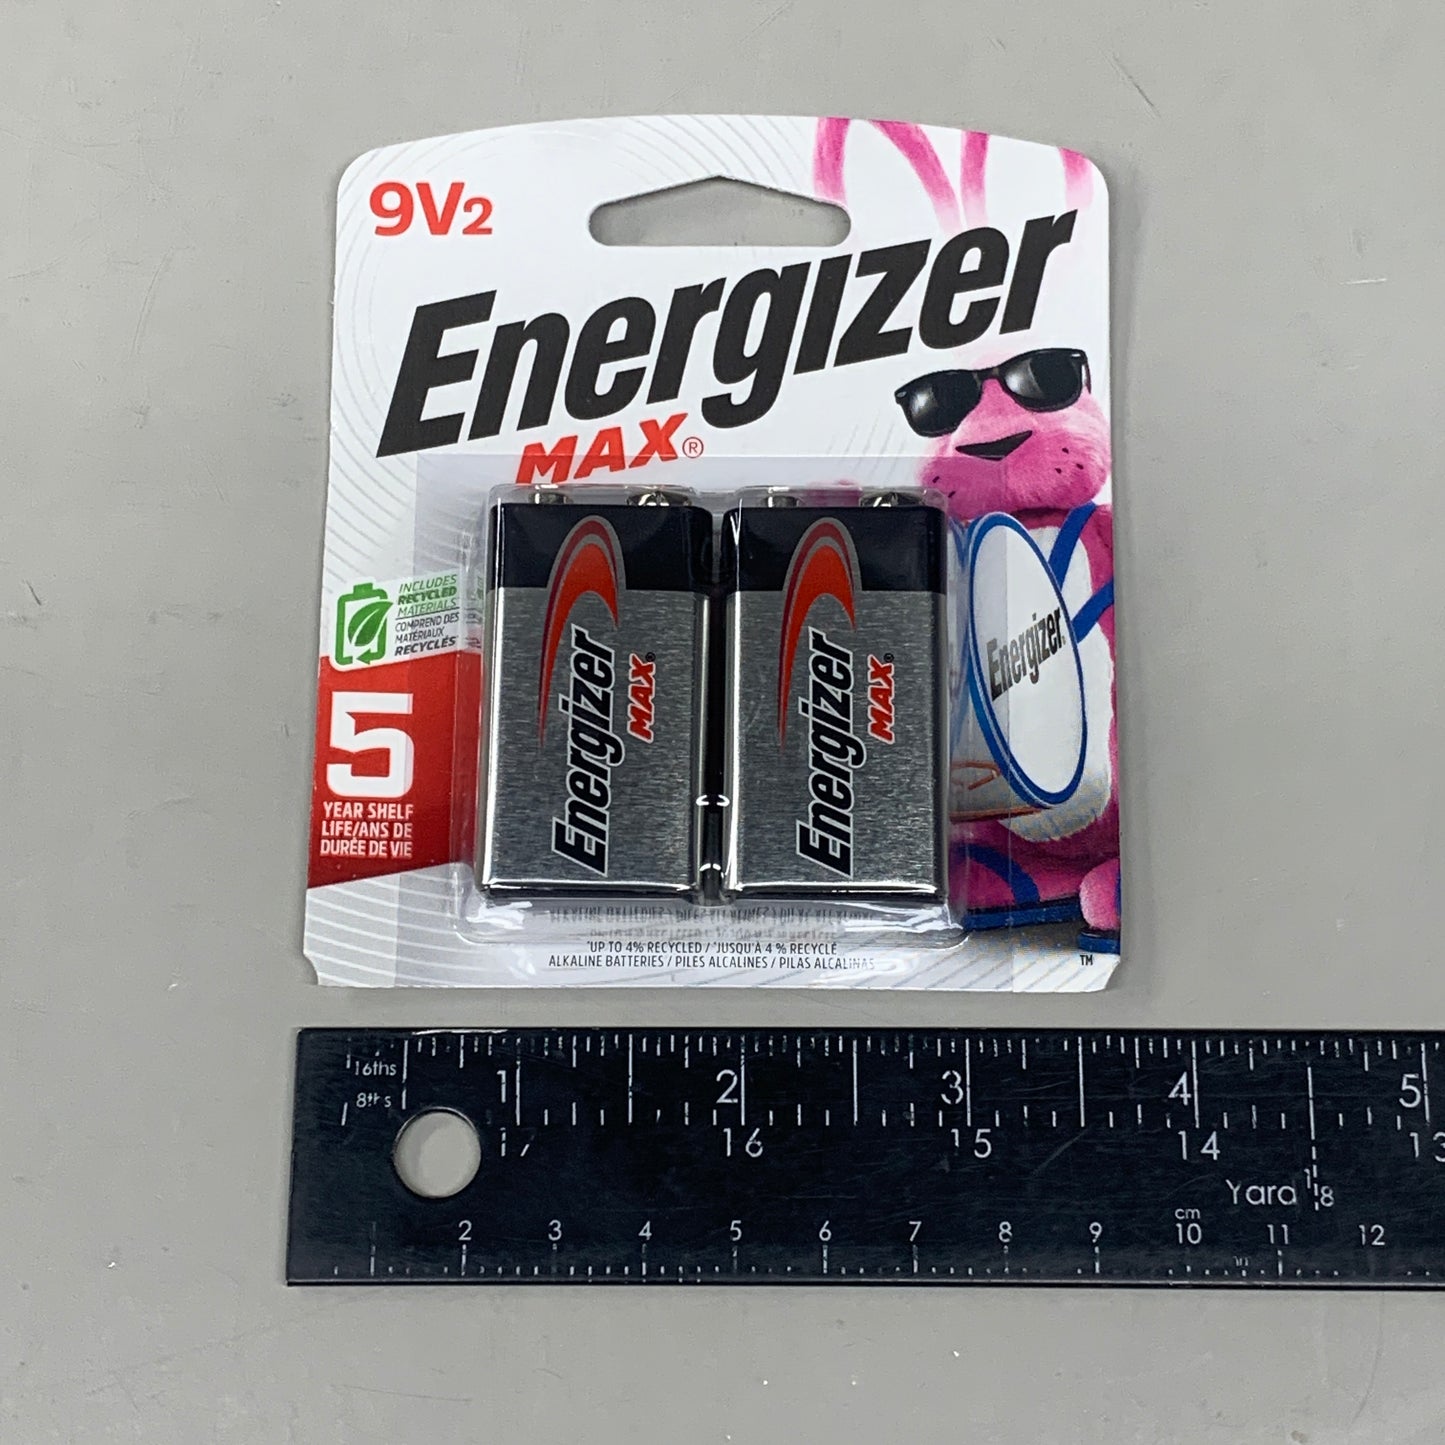 9V2
Energizer
MAX®
INCLUDES
RECYCLED
MATERIALS
COMPREND DES
MATÉRIAUX
RECYCLÉS*
5
YEAR SHELF
LIFE/ANS DE
DURÉE DE VIE
Energizer
MAX®
Energizer
MAX®
Energizer®
*UP TO 4% RECYCLED / *JUSQU'À 4 % RECYCLÉ
ALKALINE BATTERIES / PILES ALCALINES / PILAS ALCALINAS
TM
16ths
8ths
1 2 3 4 5
17 16 15 14 13
Yard 1/8
cm
2 3 4 5 6 7 8 9 10 11 12